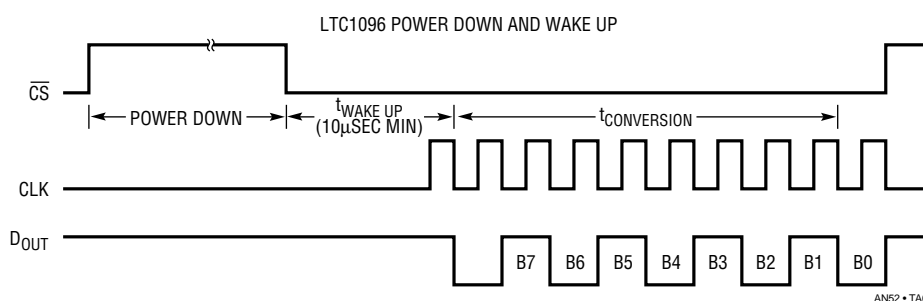 LTC1096 POWER DOWN AND WAKE UP
CS
POWER DOWN
tWAKE UP
(10μSEC MIN)
tCONVERSION
CLK
DOUT
B7 B6 B5 B4 B3 B2 B1 B0
AN52 • TA